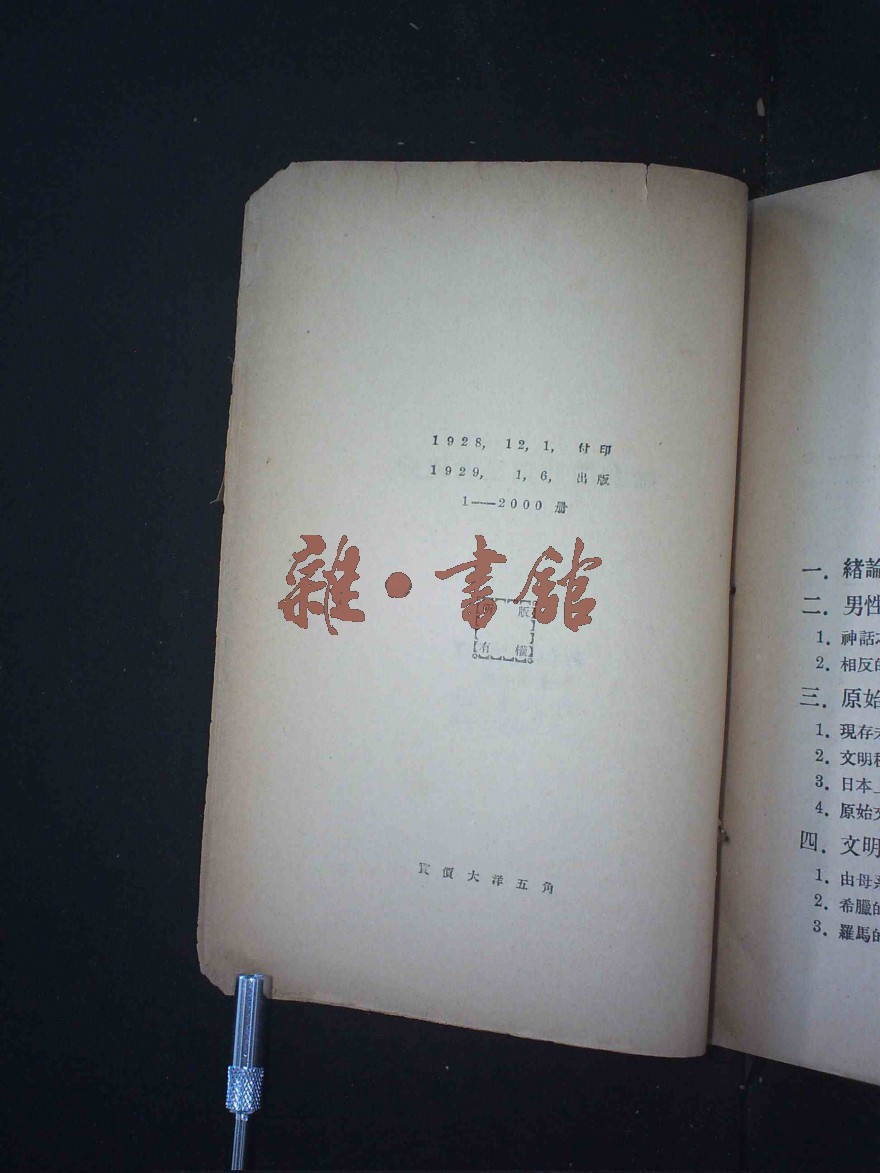 1928, 12, 1, 付印
1929, 1, 6, 出版
1——2000 册
雜·書館
所 版
有 權
實價大洋五角
一. 緒論
二. 男性
1. 神話
2. 相反的
三. 原始
1. 現存
2. 文明
3. 日本
4. 原始
四. 文明
1. 由母
2. 希臘的
3. 羅馬的